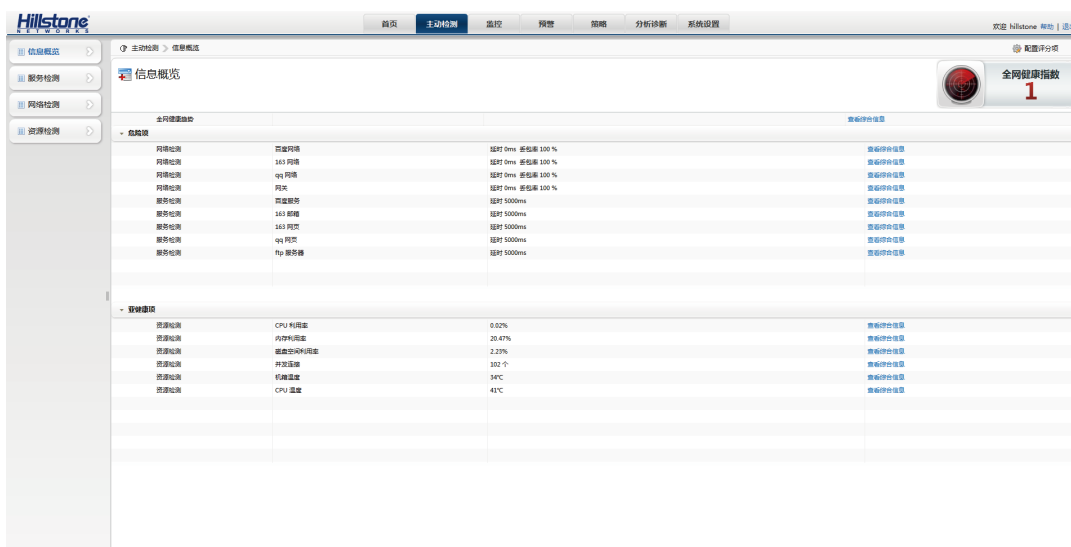 Hillstone
NETWORKS
首页 主动检测 监控 预警 策略 分析诊断 系统设置
欢迎 hillstone 帮助 |
信息概览
服务检测
网络检测
资源检测
主动检测 信息概览
配置评分项
信息概览
全网健康指数
1
全网健康趋势 查看综合信息
危险项
网络检测 百度网络 延时 0ms 丢包率 100 % 查看综合信息
网络检测 163 网络 延时 0ms 丢包率 100 % 查看综合信息
网络检测 qq 网络 延时 0ms 丢包率 100 % 查看综合信息
网络检测 网关 延时 0ms 丢包率 100 % 查看综合信息
服务检测 百度服务 延时 5000ms 查看综合信息
服务检测 163 邮箱 延时 5000ms 查看综合信息
服务检测 163 网页 延时 5000ms 查看综合信息
服务检测 qq 网页 延时 5000ms 查看综合信息
服务检测 ftp 服务器 延时 5000ms 查看综合信息
亚健康项
资源检测 CPU 利用率 0.02% 查看综合信息
资源检测 内存利用率 20.47% 查看综合信息
资源检测 磁盘空间利用率 2.23% 查看综合信息
资源检测 并发连接 102 个 查看综合信息
资源检测 机箱温度 34℃ 查看综合信息
资源检测 CPU 温度 41℃ 查看综合信息